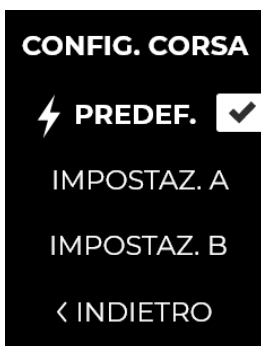 CONFIG. CORSA
PREDEF.
IMPOSTAZ. A
IMPOSTAZ. B
< INDIETRO